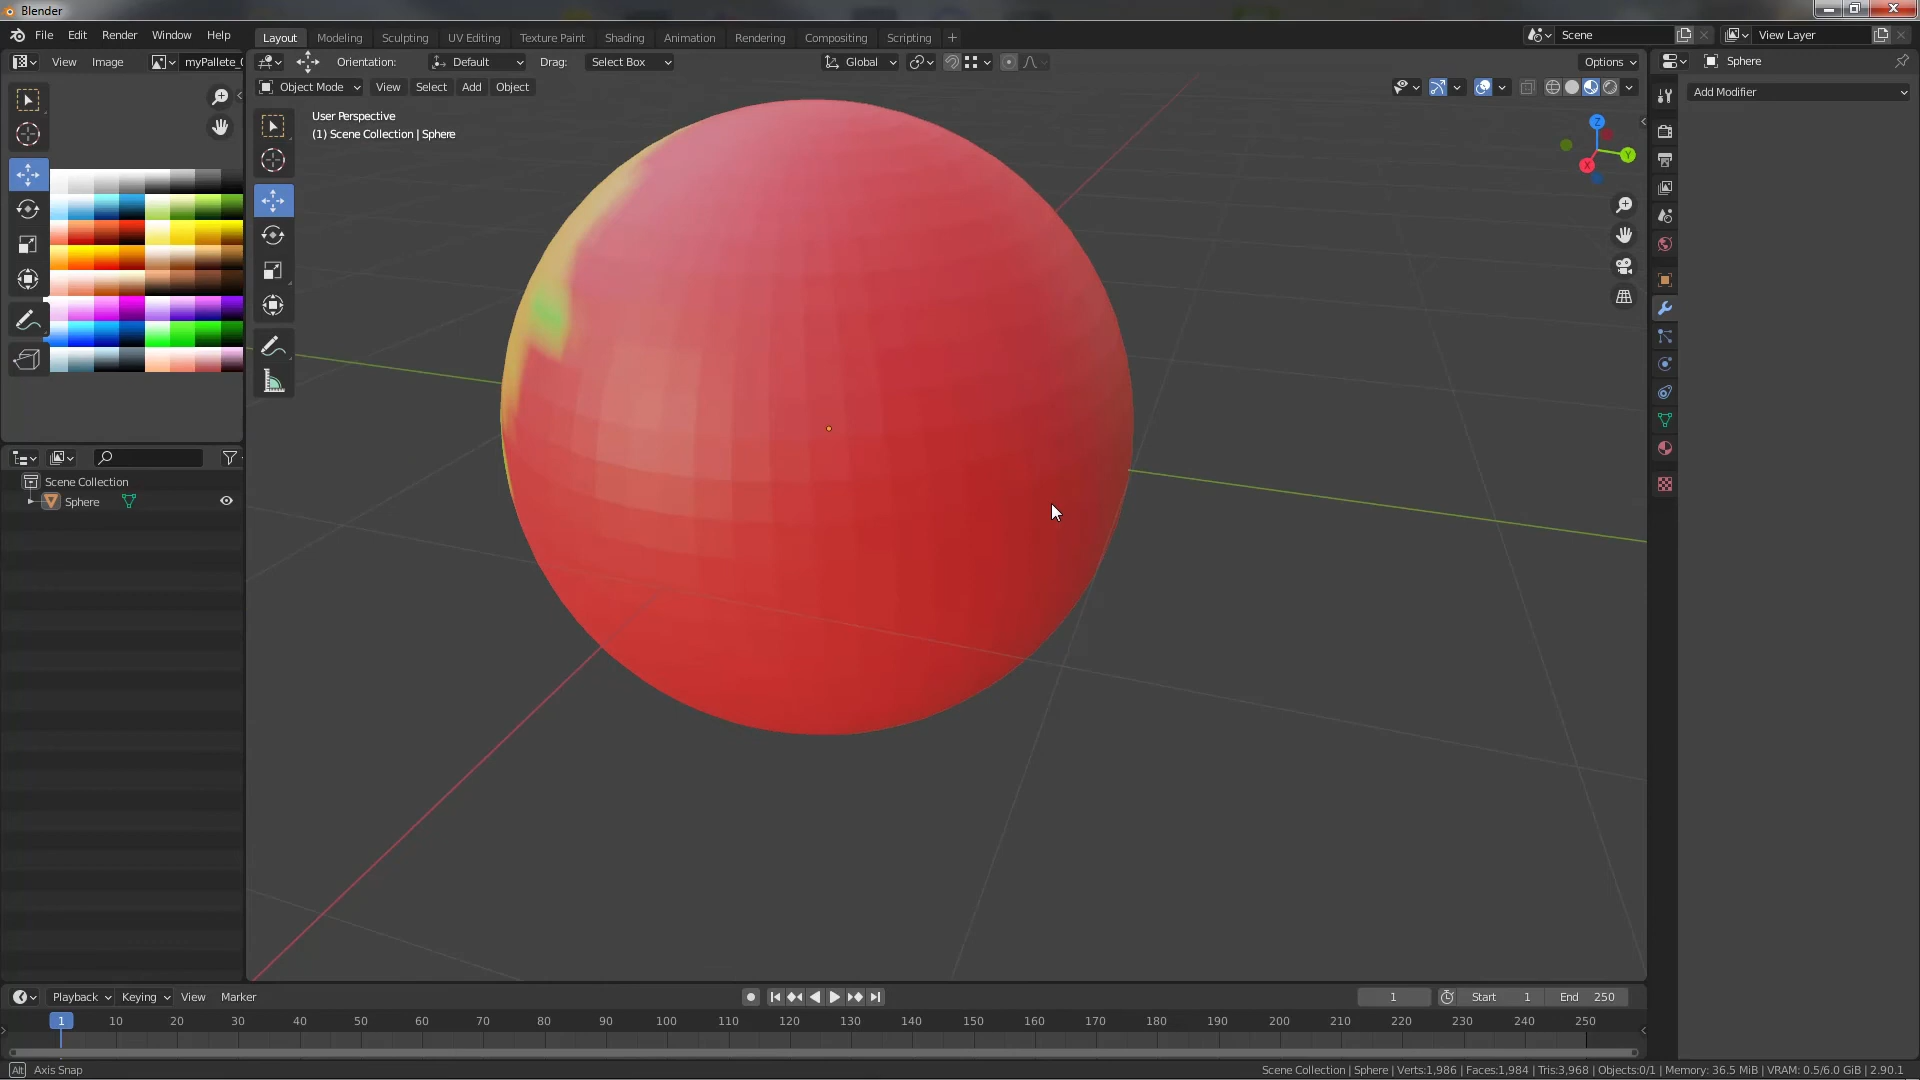 Blender
File Edit Render Window Help
Layout Modeling Sculpting UV Editing Texture Paint Shading Animation Rendering Compositing Scripting +
Scene
View Layer
View Image myPallete_
Orientation: Default Drag: Select Box
Global
Options
Sphere
Object Mode View Select Add Object
Add Modifier
User Perspective
(1) Scene Collection | Sphere
Z
Y
X
Scene Collection
Sphere
Playback Keying View Marker
1 Start 1 End 250
1 10 20 30 40 50 60 70 80 90 100 110 120 130 140 150 160 170 180 190 200 210 220 230 240 250
Alt Axis Snap
Scene Collection | Sphere | Verts:1,986 | Faces:1,984 | Tris:3,968 | Objects:0/1 | Memory: 36.5 MiB | VRAM: 0.5/6.0 GiB | 2.90.1